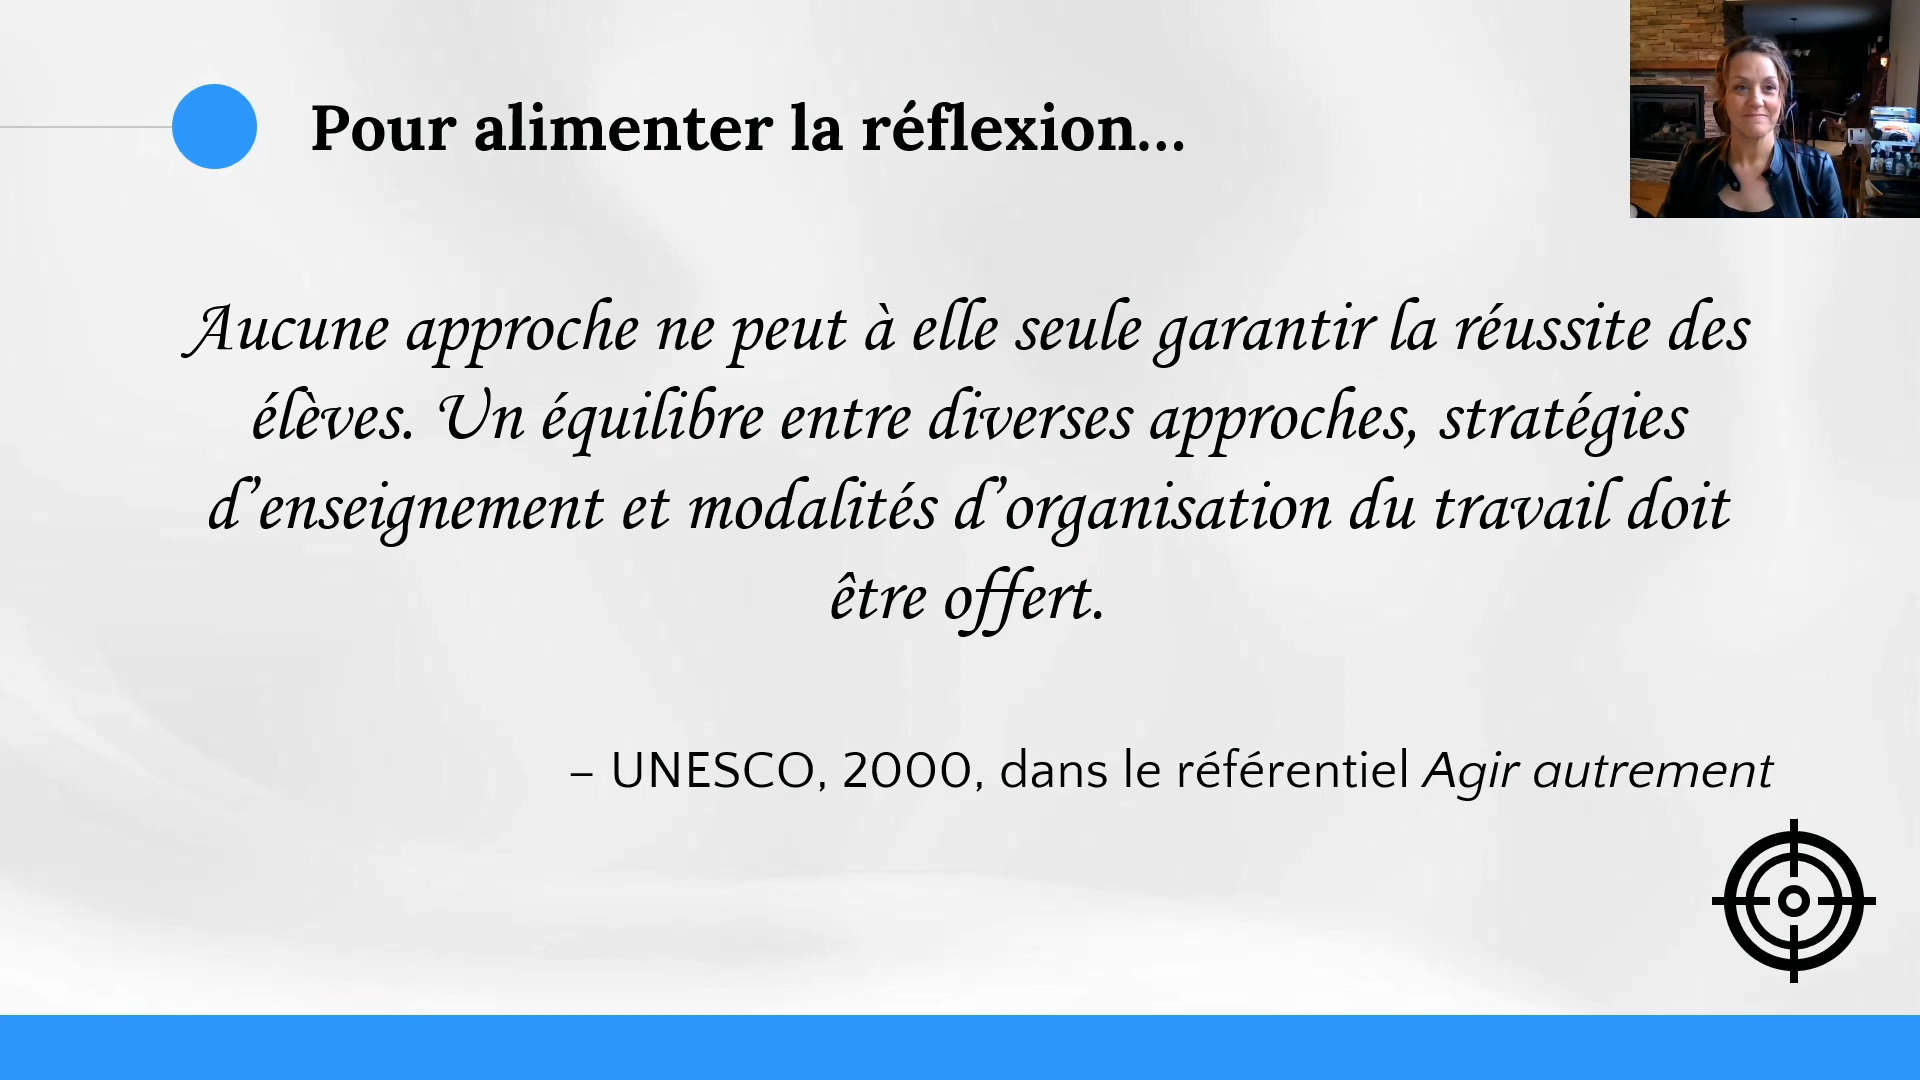 Pour alimenter la réflexion...
Aucune approche ne peut à elle seule garantir la réussite des
élèves. Un équilibre entre diverses approches, stratégies
d’enseignement et modalités d’organisation du travail doit
être offert.
– UNESCO, 2000, dans le référentiel Agir autrement